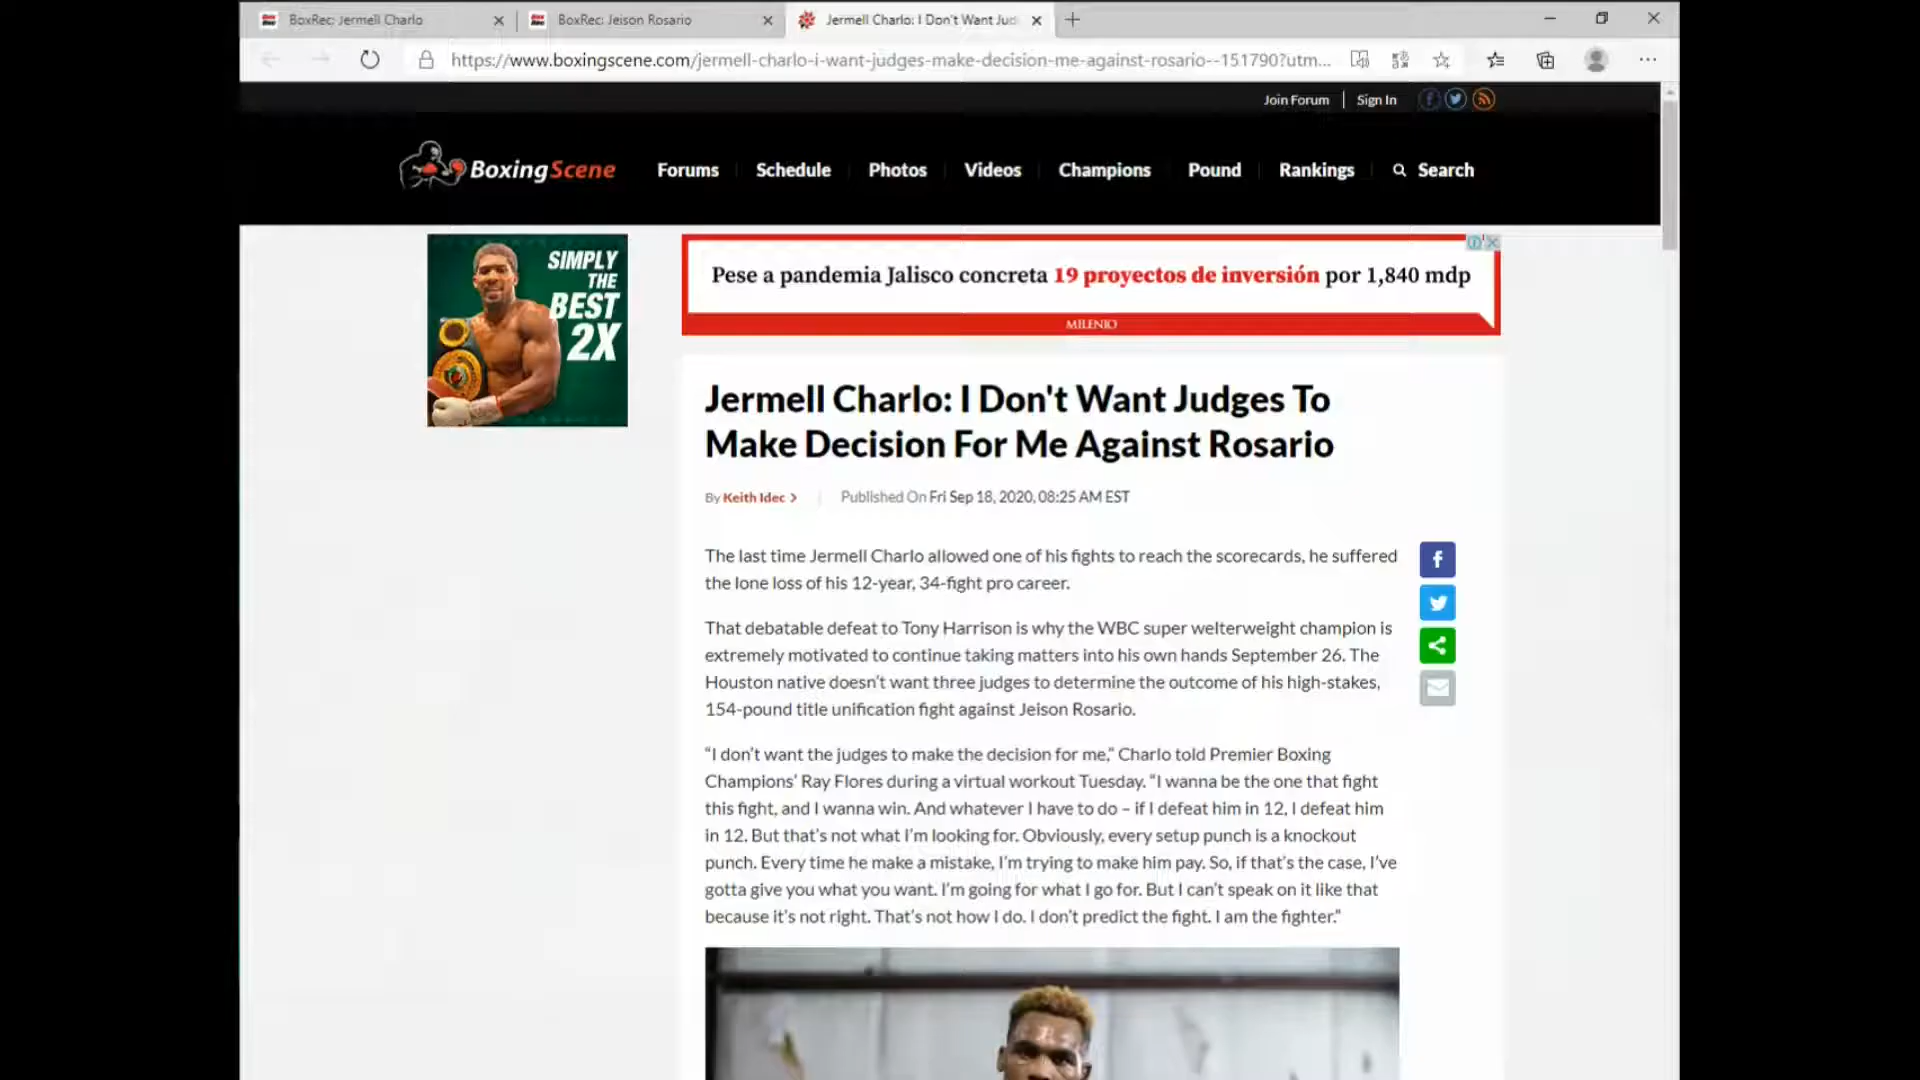 BoxRec: Jermell Charlo
BoxRec: Jeison Rosario
Jermell Charlo: I Don't Want Jud
https://www.boxingscene.com/jermell-charlo-i-want-judges-make-decision-me-against-rosario--151790?utm...
Join Forum | Sign In
BoxingScene
Forums
Schedule
Photos
Videos
Champions
Pound
Rankings
Search
SIMPLY
THE
BEST
2X
Pese a pandemia Jalisco concreta 19 proyectos de inversión por 1,840 mdp
MILENIO
Jermell Charlo: I Don't Want Judges To
Make Decision For Me Against Rosario
By Keith Idec > | Published On Fri Sep 18, 2020, 08:25 AM EST
The last time Jermell Charlo allowed one of his fights to reach the scorecards, he suffered
the lone loss of his 12-year, 34-fight pro career.
That debatable defeat to Tony Harrison is why the WBC super welterweight champion is
extremely motivated to continue taking matters into his own hands September 26. The
Houston native doesn't want three judges to determine the outcome of his high-stakes,
154-pound title unification fight against Jeison Rosario.
“I don't want the judges to make the decision for me,” Charlo told Premier Boxing
Champions' Ray Flores during a virtual workout Tuesday. “I wanna be the one that fight
this fight, and I wanna win. And whatever I have to do – if I defeat him in 12, I defeat him
in 12. But that's not what I'm looking for. Obviously, every setup punch is a knockout
punch. Every time he make a mistake, I'm trying to make him pay. So, if that's the case, I've
gotta give you what you want. I'm going for what I go for. But I can't speak on it like that
because it's not right. That's not how I do. I don't predict the fight. I am the fighter.”